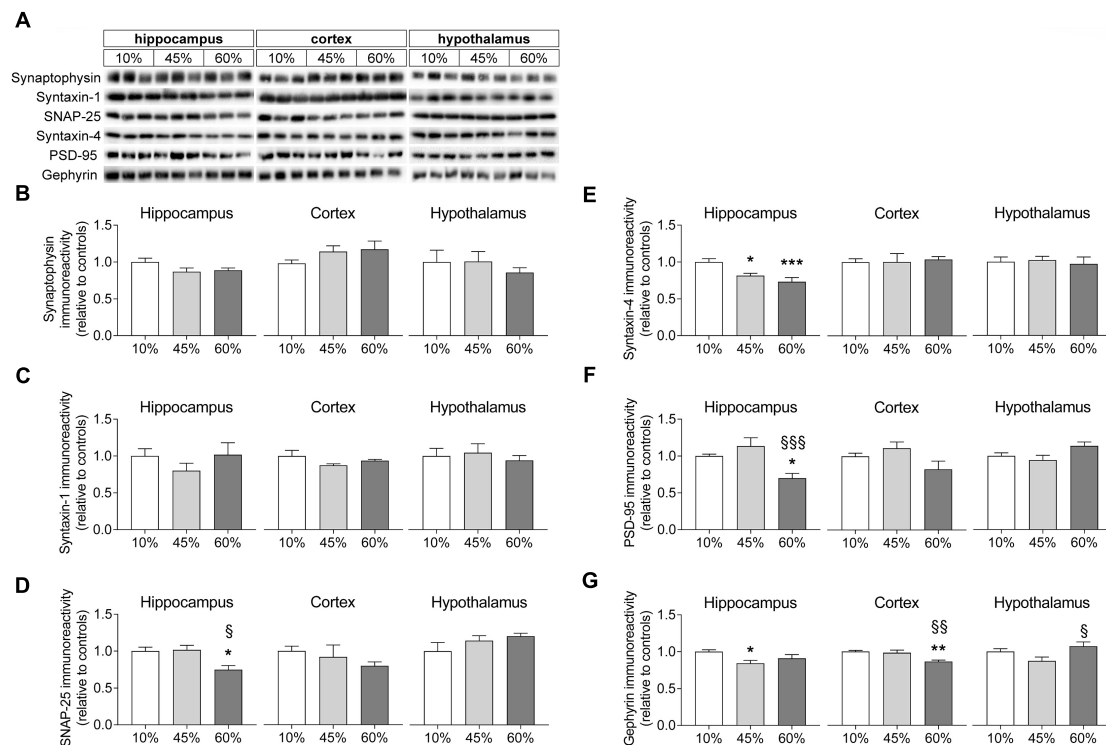 A
hippocampus cortex hypothalamus
10% 45% 60% 10% 45% 60% 10% 45% 60%
Synaptophysin
Syntaxin-1
SNAP-25
Syntaxin-4
PSD-95
Gephyrin
B
Hippocampus Cortex Hypothalamus
Synaptophysin
immunoreactivity
(relative to controls)
1.5
1.0
0.5
0.0
10% 45% 60% 10% 45% 60% 10% 45% 60%
C
Hippocampus Cortex Hypothalamus
Syntaxin-1 immunoreactivity
(relative to controls)
1.5
1.0
0.5
0.0
10% 45% 60% 10% 45% 60% 10% 45% 60%
D
Hippocampus Cortex Hypothalamus
SNAP-25 immunoreactivity
(relative to controls)
1.5
1.0
0.5
0.0
§
*
10% 45% 60% 10% 45% 60% 10% 45% 60%
E
Hippocampus Cortex Hypothalamus
Syntaxin-4 immunoreactivity
(relative to controls)
1.5
1.0
0.5
0.0
* ***
10% 45% 60% 10% 45% 60% 10% 45% 60%
F
Hippocampus Cortex Hypothalamus
PSD-95 immunoreactivity
(relative to controls)
1.5
1.0
0.5
0.0
§§§
*
10% 45% 60% 10% 45% 60% 10% 45% 60%
G
Hippocampus Cortex Hypothalamus
Gephyrin immunoreactivity
(relative to controls)
1.5
1.0
0.5
0.0
§§ §
* **
10% 45% 60% 10% 45% 60% 10% 45% 60%